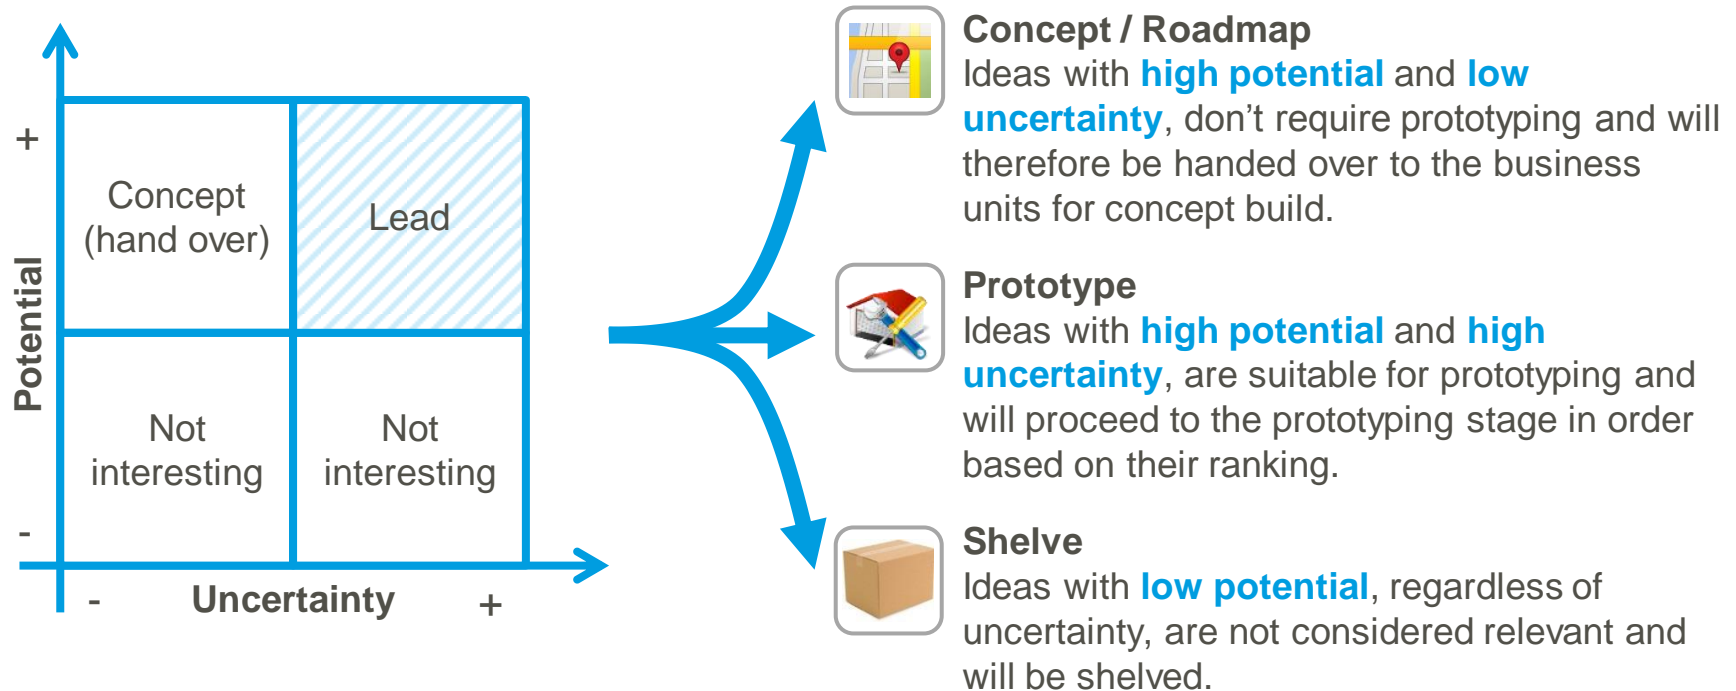 +
Potential
-
Concept
(hand over)
Lead
Not
interesting
Not
interesting
-
Uncertainty
+
Concept / Roadmap
Ideas with high potential and low
uncertainty, don’t require prototyping and will
therefore be handed over to the business
units for concept build.
Prototype
Ideas with high potential and high
uncertainty, are suitable for prototyping and
will proceed to the prototyping stage in order
based on their ranking.
Shelve
Ideas with low potential, regardless of
uncertainty, are not considered relevant and
will be shelved.